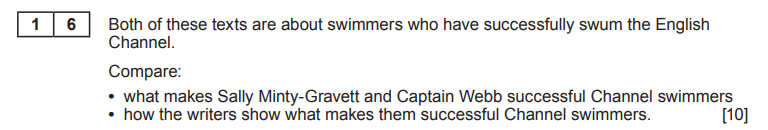 1 6 Both of these texts are about swimmers who have successfully swum the English
Channel.
Compare:
• what makes Sally Minty-Gravett and Captain Webb successful Channel swimmers
• how the writers show what makes them successful Channel swimmers. [10]